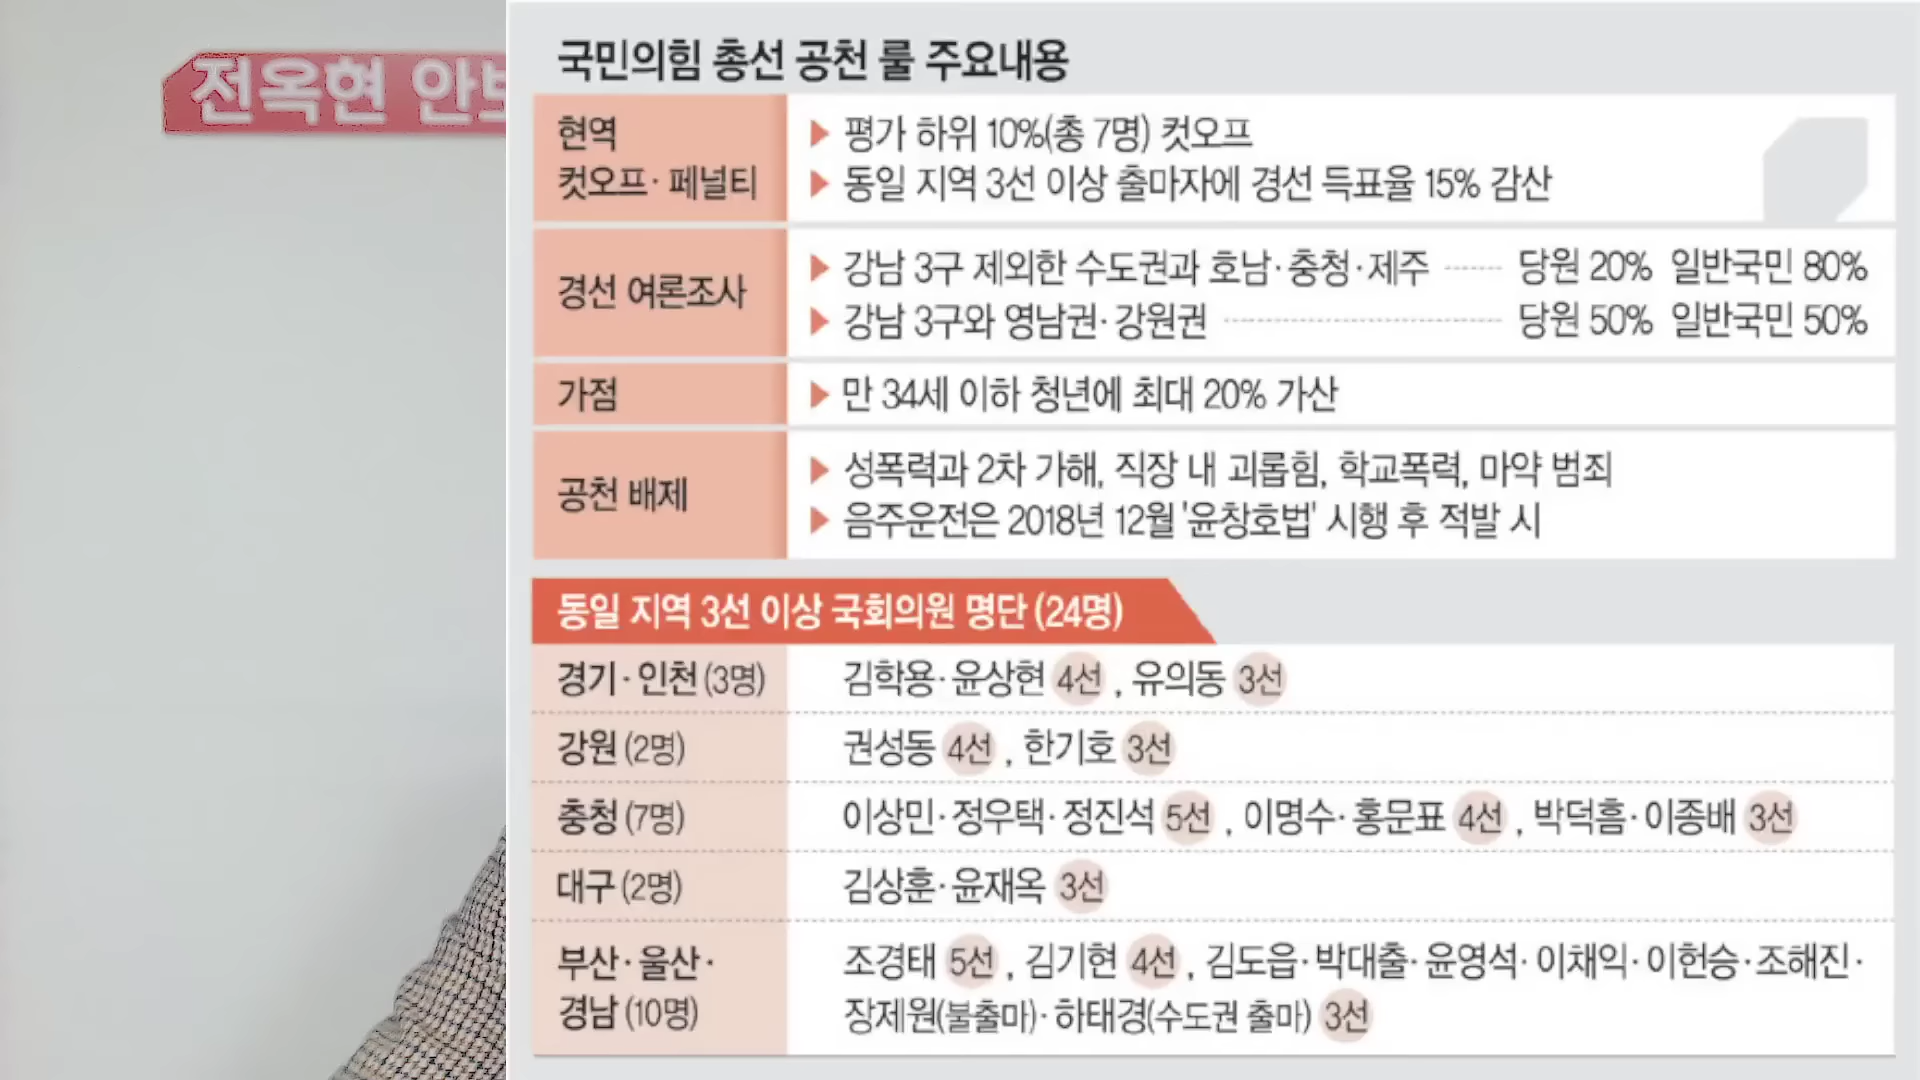 전옥현 안보
국민의힘 총선 공천 룰 주요내용
현역
컷오프·페널티
▶ 평가 하위 10%(총 7명) 컷오프
▶ 동일 지역 3선 이상 출마자에 경선 득표율 15% 감산
경선 여론조사
▶ 강남 3구 제외한 수도권과 호남·충청·제주 ······ 당원 20% 일반국민 80%
▶ 강남 3구와 영남권·강원권 ······ 당원 50% 일반국민 50%
가점
▶ 만 34세 이하 청년에 최대 20% 가산
공천 배제
▶ 성폭력과 2차 가해, 직장 내 괴롭힘, 학교폭력, 마약 범죄
▶ 음주운전은 2018년 12월 '윤창호법' 시행 후 적발 시
동일 지역 3선 이상 국회의원 명단 (24명)
경기·인천 (3명) 김학용·윤상현 4선, 유의동 3선
강원 (2명) 권성동 4선, 한기호 3선
충청 (7명) 이상민·정우택·정진석 5선, 이명수·홍문표 4선, 박덕흠·이종배 3선
대구 (2명) 김상훈·윤재옥 3선
부산·울산·
경남 (10명)
조경태 5선, 김기현 4선, 김도읍·박대출·윤영석·이채익·이헌승·조해진·
장제원(불출마)·하태경(수도권 출마) 3선